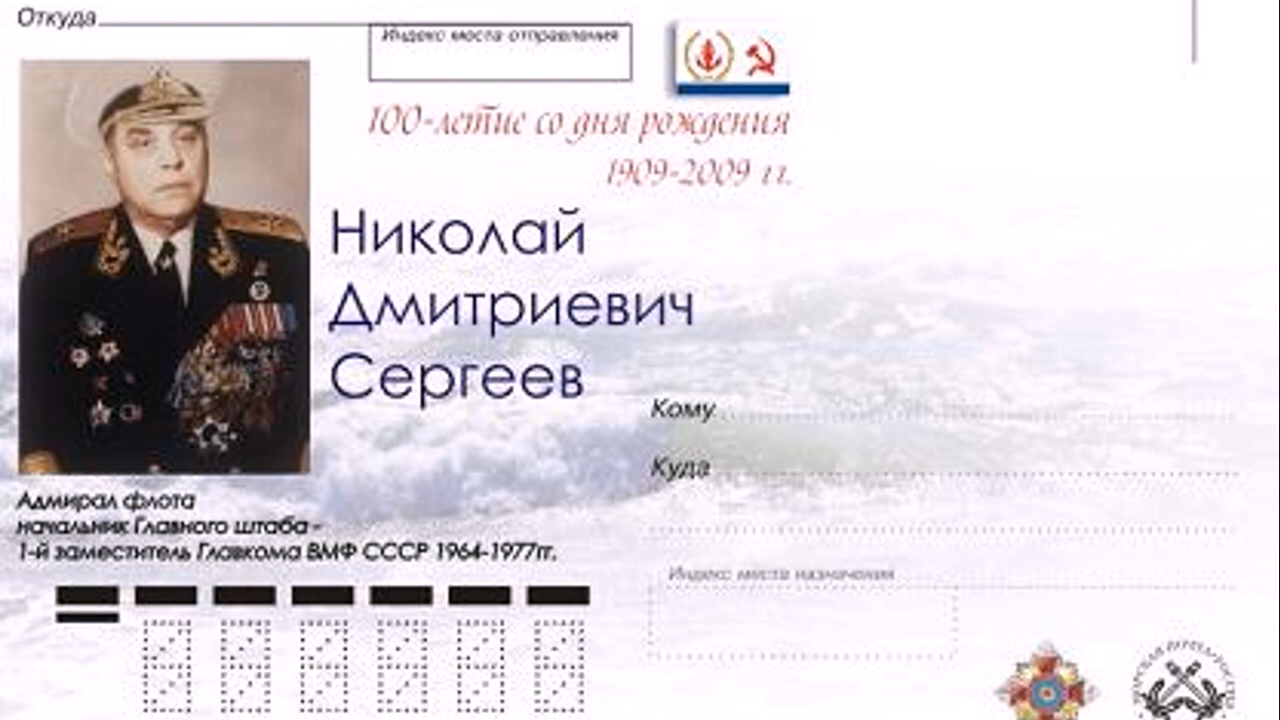 Откуда
Индекс места отправления
100-летие со дня рождения
1909-2009 гг.
Николай
Дмитриевич
Сергеев
Кому
Куда
Адмирал флота
начальник Главного штаба -
1-й заместитель Главкома ВМФ СССР 1964-1977гг.
Индекс места назначения